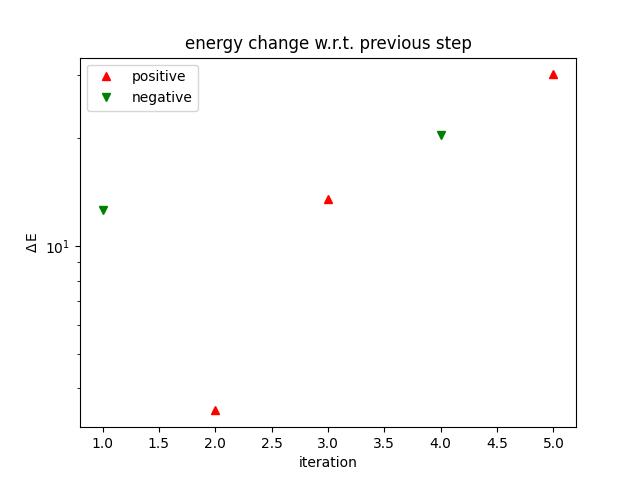 energy change w.r.t. previous step
positive
negative
ΔE
10¹
1.0 1.5 2.0 2.5 3.0 3.5 4.0 4.5 5.0
iteration